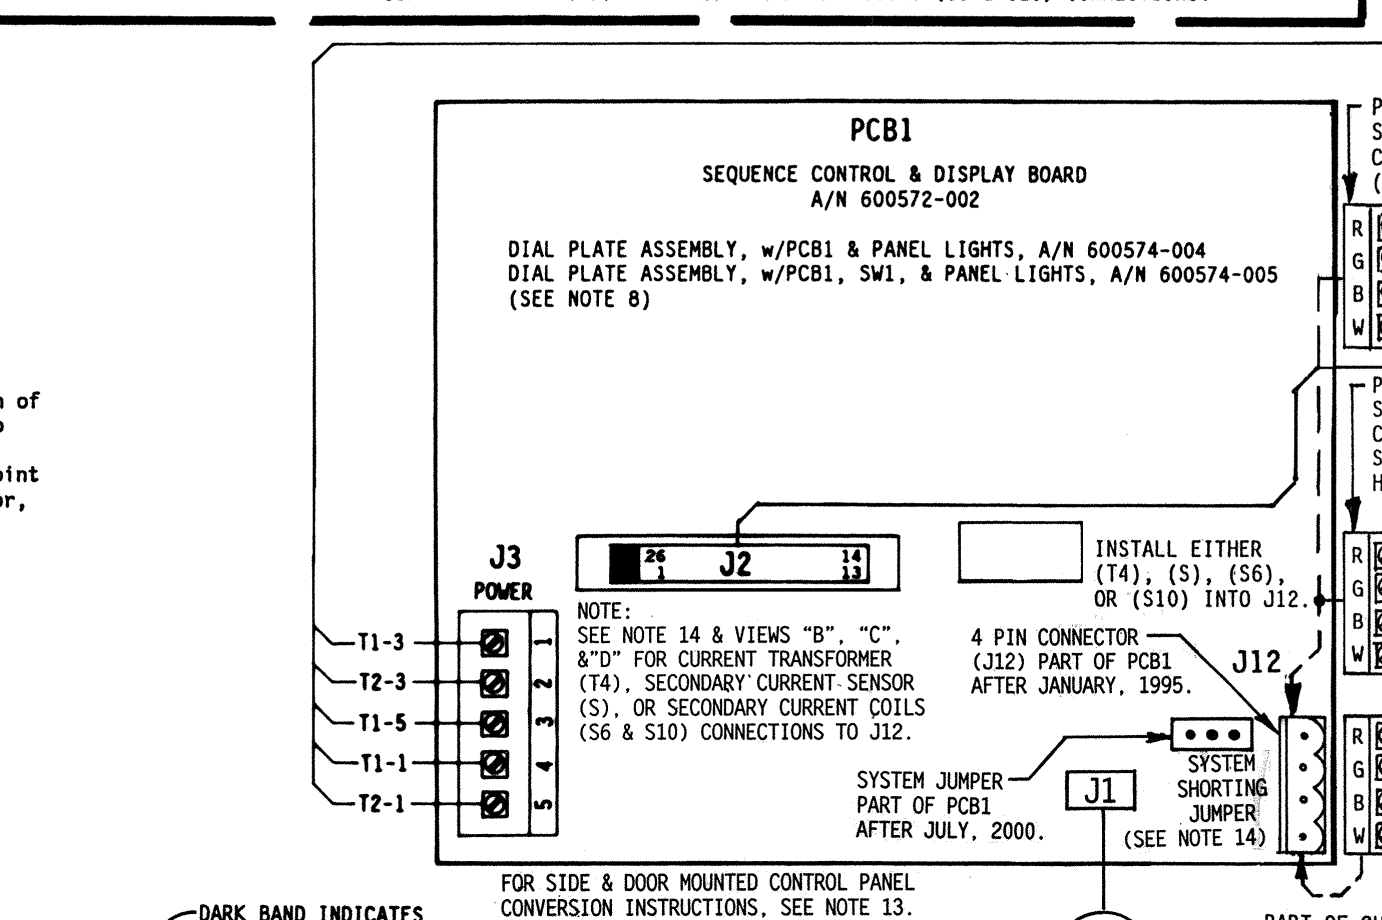 PCB1
SEQUENCE CONTROL & DISPLAY BOARD
A/N 600572-002
DIAL PLATE ASSEMBLY, w/PCB1 & PANEL LIGHTS, A/N 600574-004
DIAL PLATE ASSEMBLY, w/PCB1, SW1, & PANEL LIGHTS, A/N 600574-005
(SEE NOTE 8)
R
G
B
W
of
J3
POWER
1
2
3
4
5
T1-3
T2-3
T1-5
T1-1
T2-1
26 J2 14
1 13
NOTE:
SEE NOTE 14 & VIEWS “B”, “C”,
&”D” FOR CURRENT TRANSFORMER
(T4), SECONDARY CURRENT SENSOR
(S), OR SECONDARY CURRENT COILS
(S6 & S10) CONNECTIONS TO J12.
INSTALL EITHER
(T4), (S), (S6),
OR (S10) INTO J12.
4 PIN CONNECTOR
(J12) PART OF PCB1
AFTER JANUARY, 1995.
J12
R
G
B
W
SYSTEM JUMPER
PART OF PCB1
AFTER JULY, 2000.
J1
SYSTEM
SHORTING
JUMPER
(SEE NOTE 14)
R
G
B
W
FOR SIDE & DOOR MOUNTED CONTROL PANEL
CONVERSION INSTRUCTIONS, SEE NOTE 13.
DARK BAND INDICATES